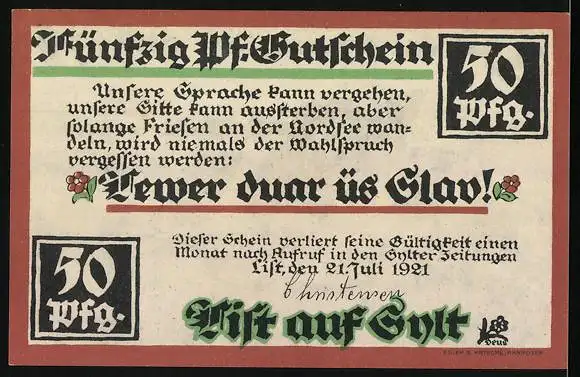 Fünfzig Pf. Gutschein
50
Pfg.
Unsere Sprache kann vergehen,
unsere Sitte kann aussterben, aber
solange Friesen an der Nordsee wan-
deln, wird niemals der Wahlspruch
vergessen werden:
Lewer duar üs Slav!
Dieser Schein verliert seine Gültigkeit einen
Monat nach Aufruf in den Sylter Zeitungen
List, den 21. Juli 1921
Christensen
50
Pfg.
List auf Sylt